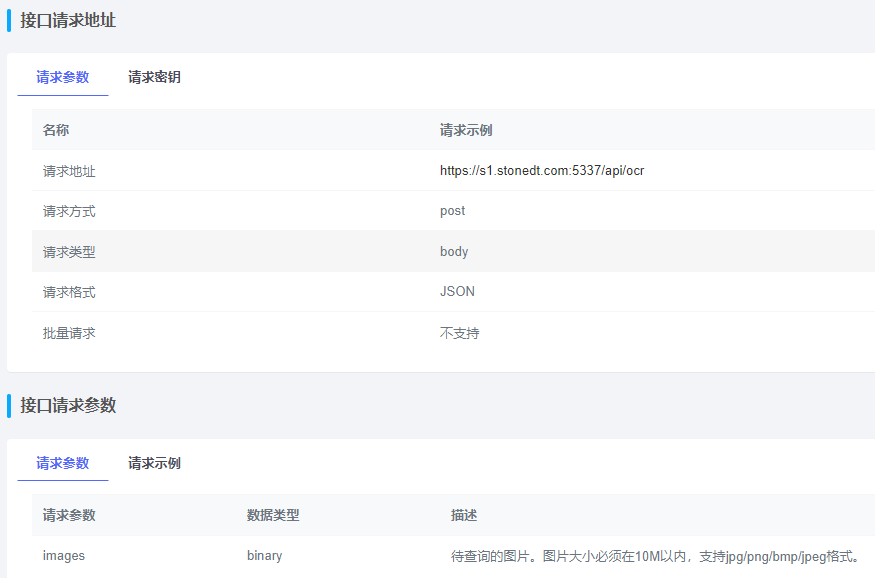 接口请求地址
请求参数 请求密钥
名称 请求示例
请求地址 https://s1.stonedt.com:5337/api/ocr
请求方式 post
请求类型 body
请求格式 JSON
批量请求 不支持
接口请求参数
请求参数 请求示例
请求参数 数据类型 描述
images binary 待查询的图片。图片大小必须在10M以内，支持jpg/png/bmp/jpeg格式。